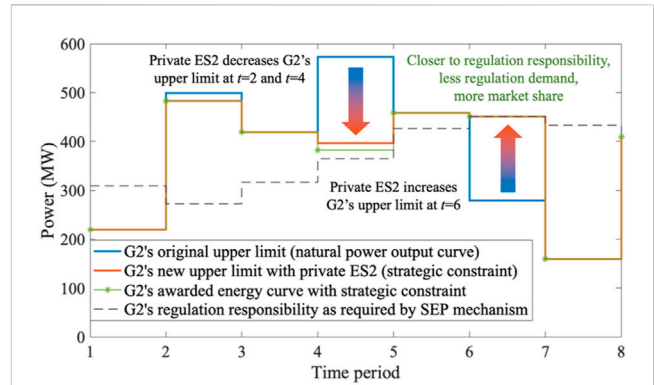 600
500
400
300
200
100
0
Power (MW)
Private ES2 decreases G2's
upper limit at t=2 and t=4
Closer to regulation responsibility,
less regulation demand,
more market share
Private ES2 increases
G2's upper limit at t=6
G2's original upper limit (natural power output curve)
G2's new upper limit with private ES2 (strategic constraint)
G2's awarded energy curve with strategic constraint
G2's regulation responsibility as required by SEP mechanism
1 2 3 4 5 6 7 8
Time period